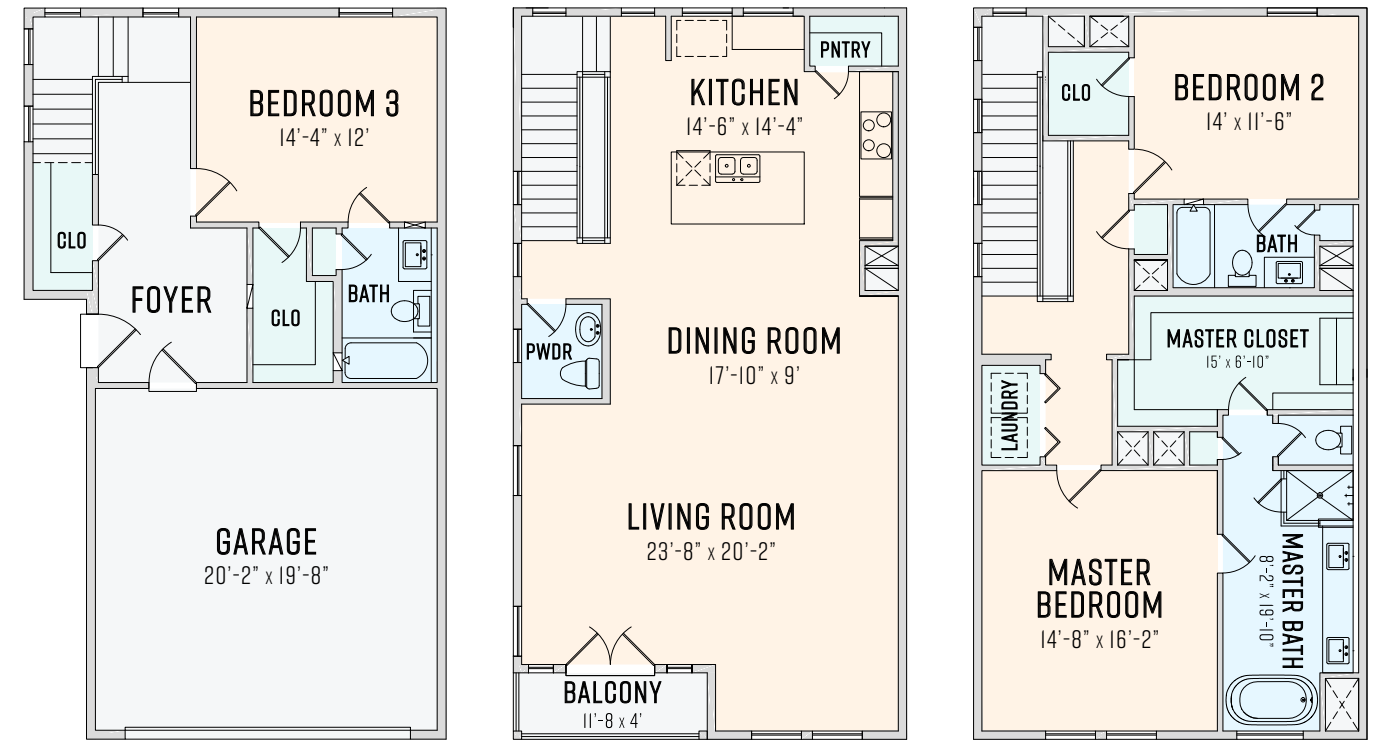 BEDROOM 3
14'-4" x 12'
CLO
FOYER
CLO
BATH
GARAGE
20'-2" x 19'-8"
PNTRY
KITCHEN
14'-6" x 14'-4"
PWDR
DINING ROOM
17'-10" x 9'
LIVING ROOM
23'-8" x 20'-2"
BALCONY
11'-8 x 4'
CLO
BEDROOM 2
14' x 11'-6"
BATH
MASTER CLOSET
15' x 6'-10"
LAUNDRY
MASTER
BEDROOM
14'-8" x 16'-2"
MASTER BATH
8'-2" x 19'-10"